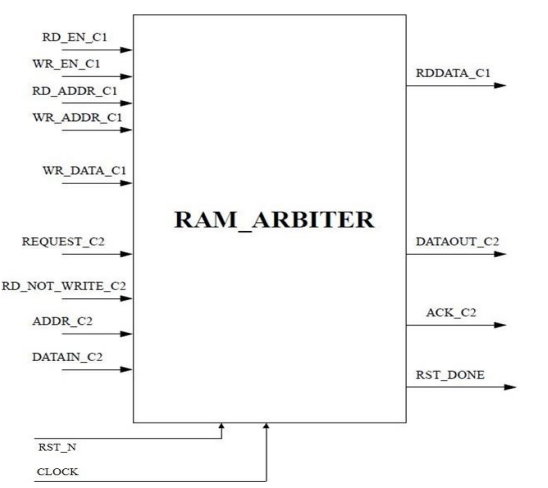 RD_EN_C1
WR_EN_C1
RD_ADDR_C1
WR_ADDR_C1
WR_DATA_C1
REQUEST_C2
RD_NOT_WRITE_C2
ADDR_C2
DATAIN_C2
RAM_ARBITER
RDDATA_C1
DATAOUT_C2
ACK_C2
RST_DONE
RST_N
CLOCK